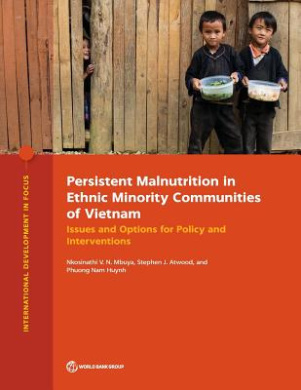 INTERNATIONAL DEVELOPMENT IN FOCUS
Persistent Malnutrition in
Ethnic Minority Communities
of Vietnam
Issues and Options for Policy and
Interventions
Nkosinathi V. N. Mbuya, Stephen J. Atwood, and
Phuong Nam Huynh
WORLD BANK GROUP